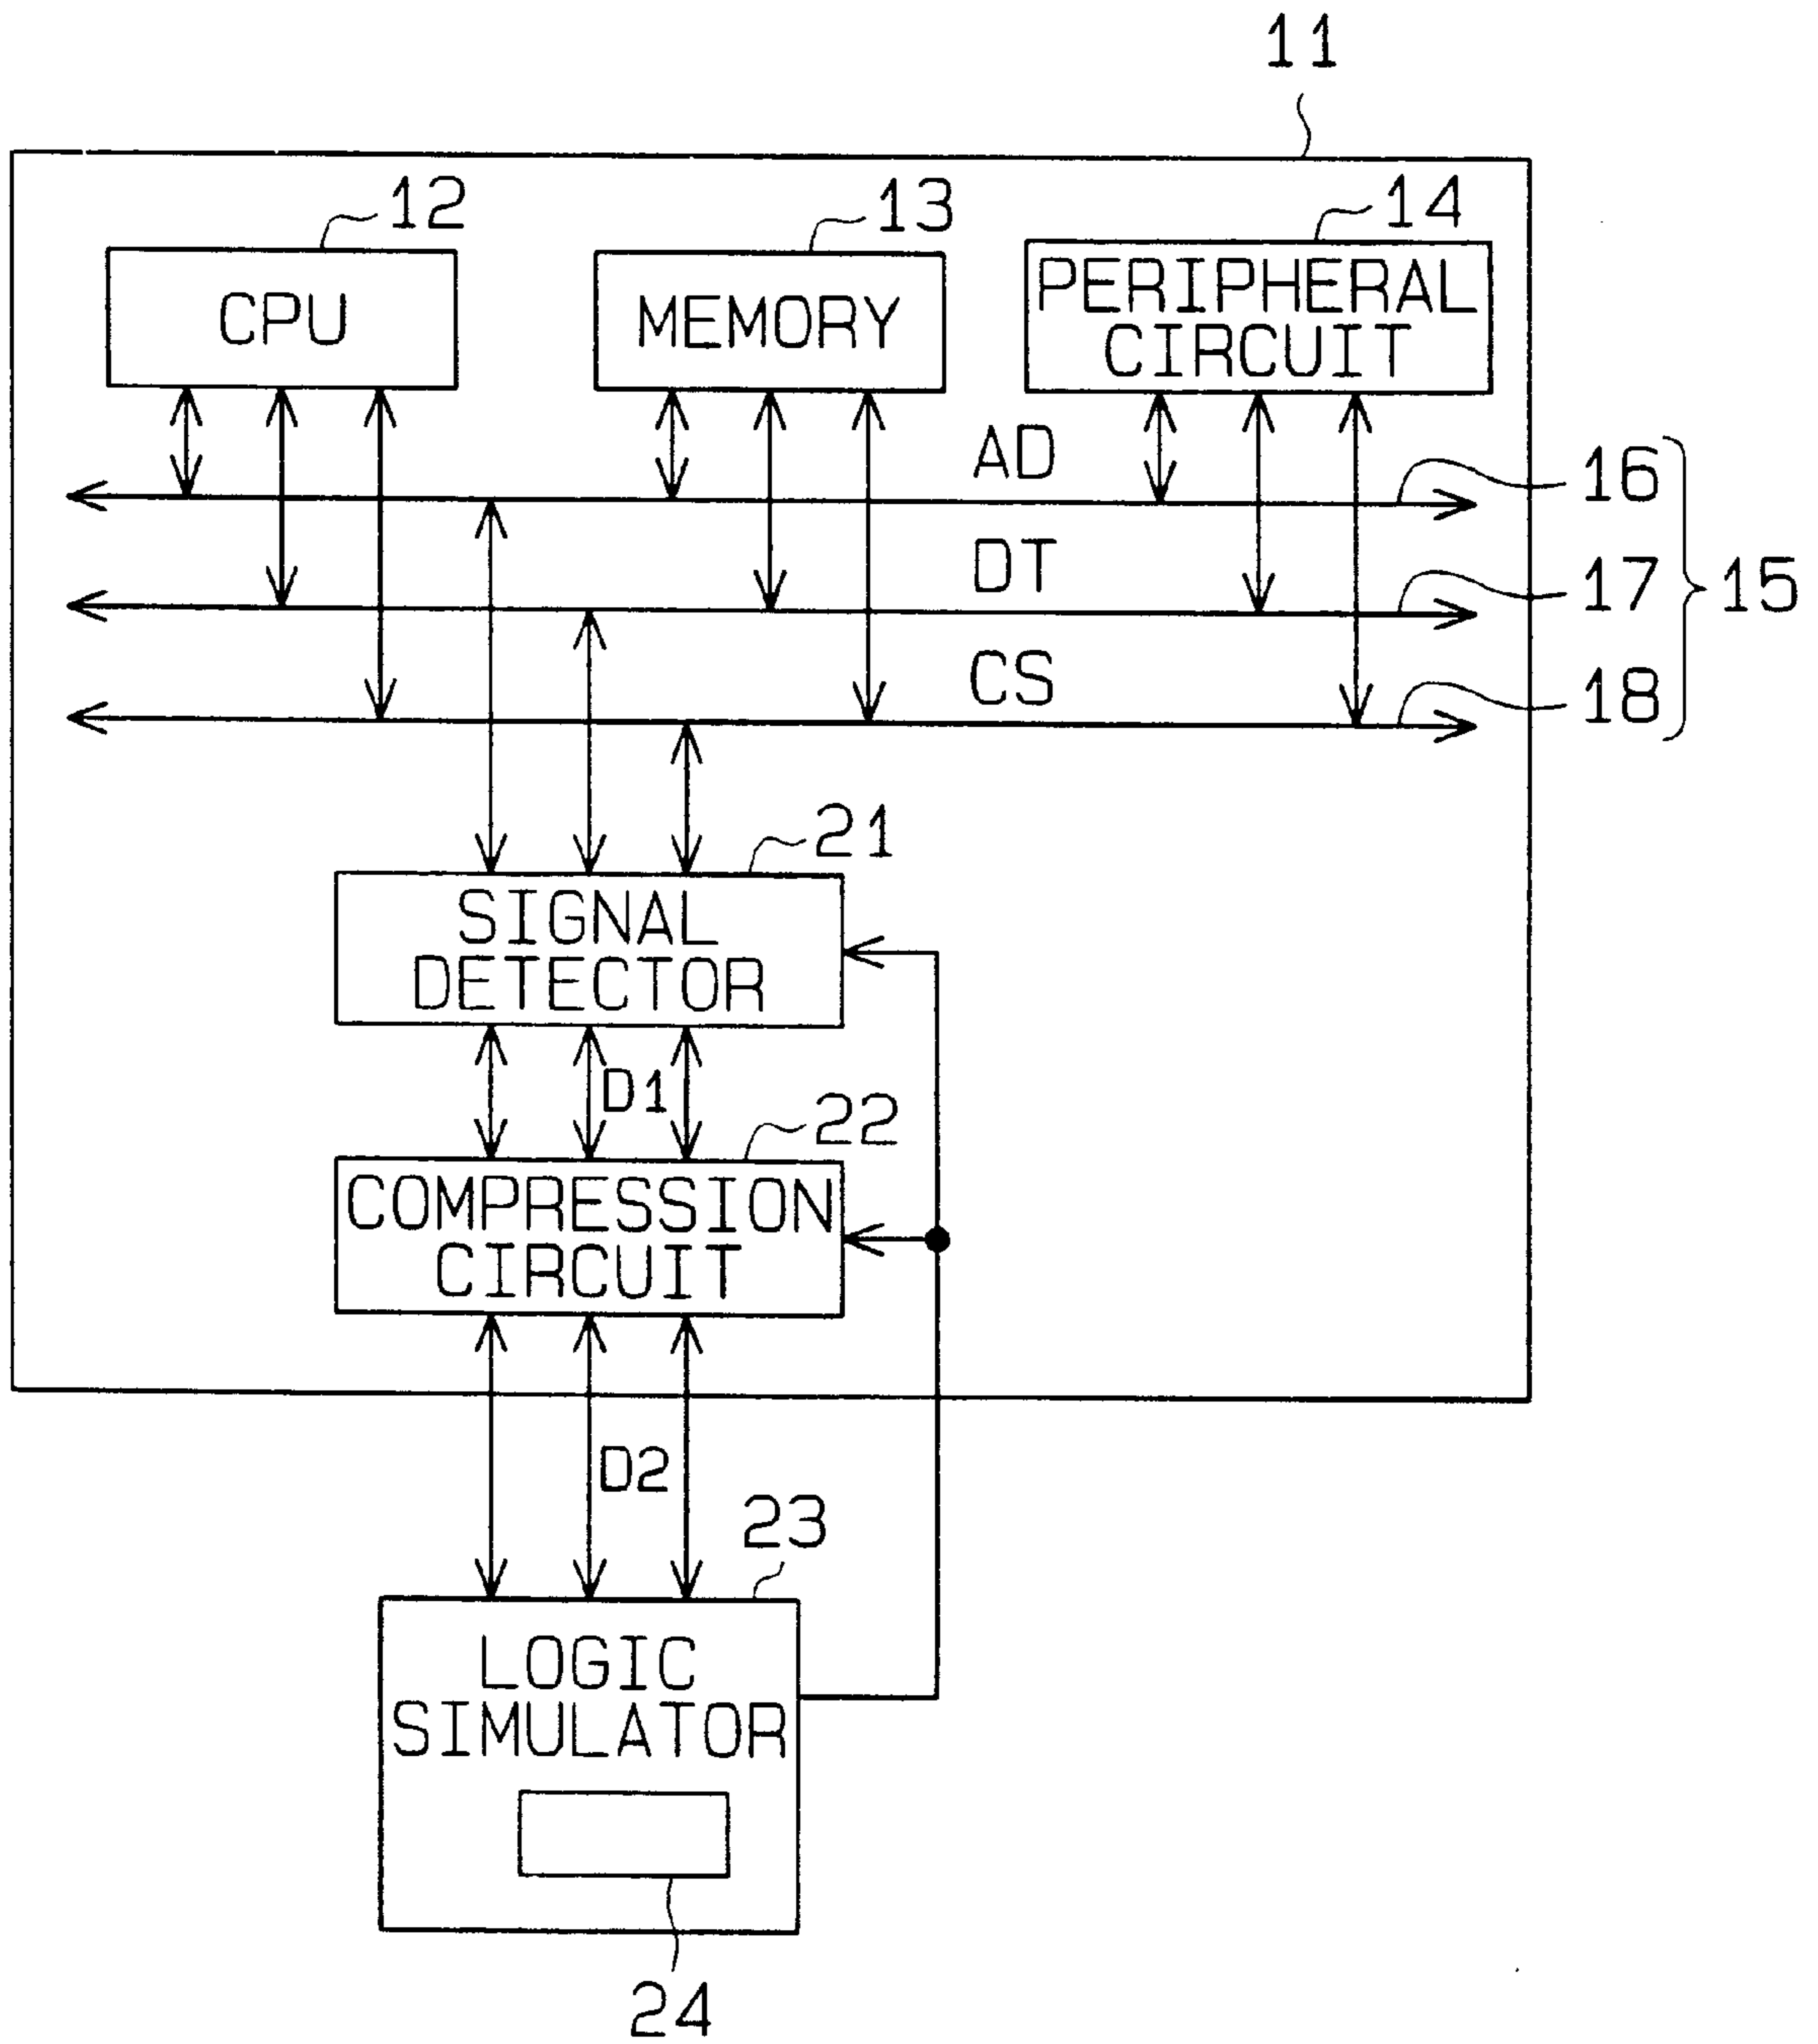 11
12
13
14
CPU
MEMORY
PERIPHERAL
CIRCUIT
AD
16
DT
17
15
CS
18
21
SIGNAL
DETECTOR
D1
22
COMPRESSION
CIRCUIT
D2
23
LOGIC
SIMULATOR
24